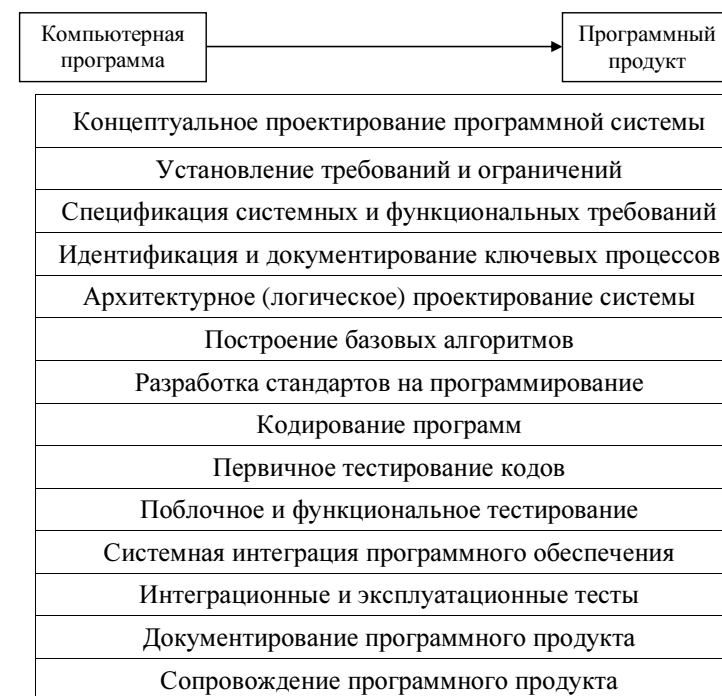 Компьютерная
программа
Программный
продукт
Концептуальное проектирование программной системы
Установление требований и ограничений
Спецификация системных и функциональных требований
Идентификация и документирование ключевых процессов
Архитектурное (логическое) проектирование системы
Построение базовых алгоритмов
Разработка стандартов на программирование
Кодирование программ
Первичное тестирование кодов
Поблочное и функциональное тестирование
Системная интеграция программного обеспечения
Интеграционные и эксплуатационные тесты
Документирование программного продукта
Сопровождение программного продукта